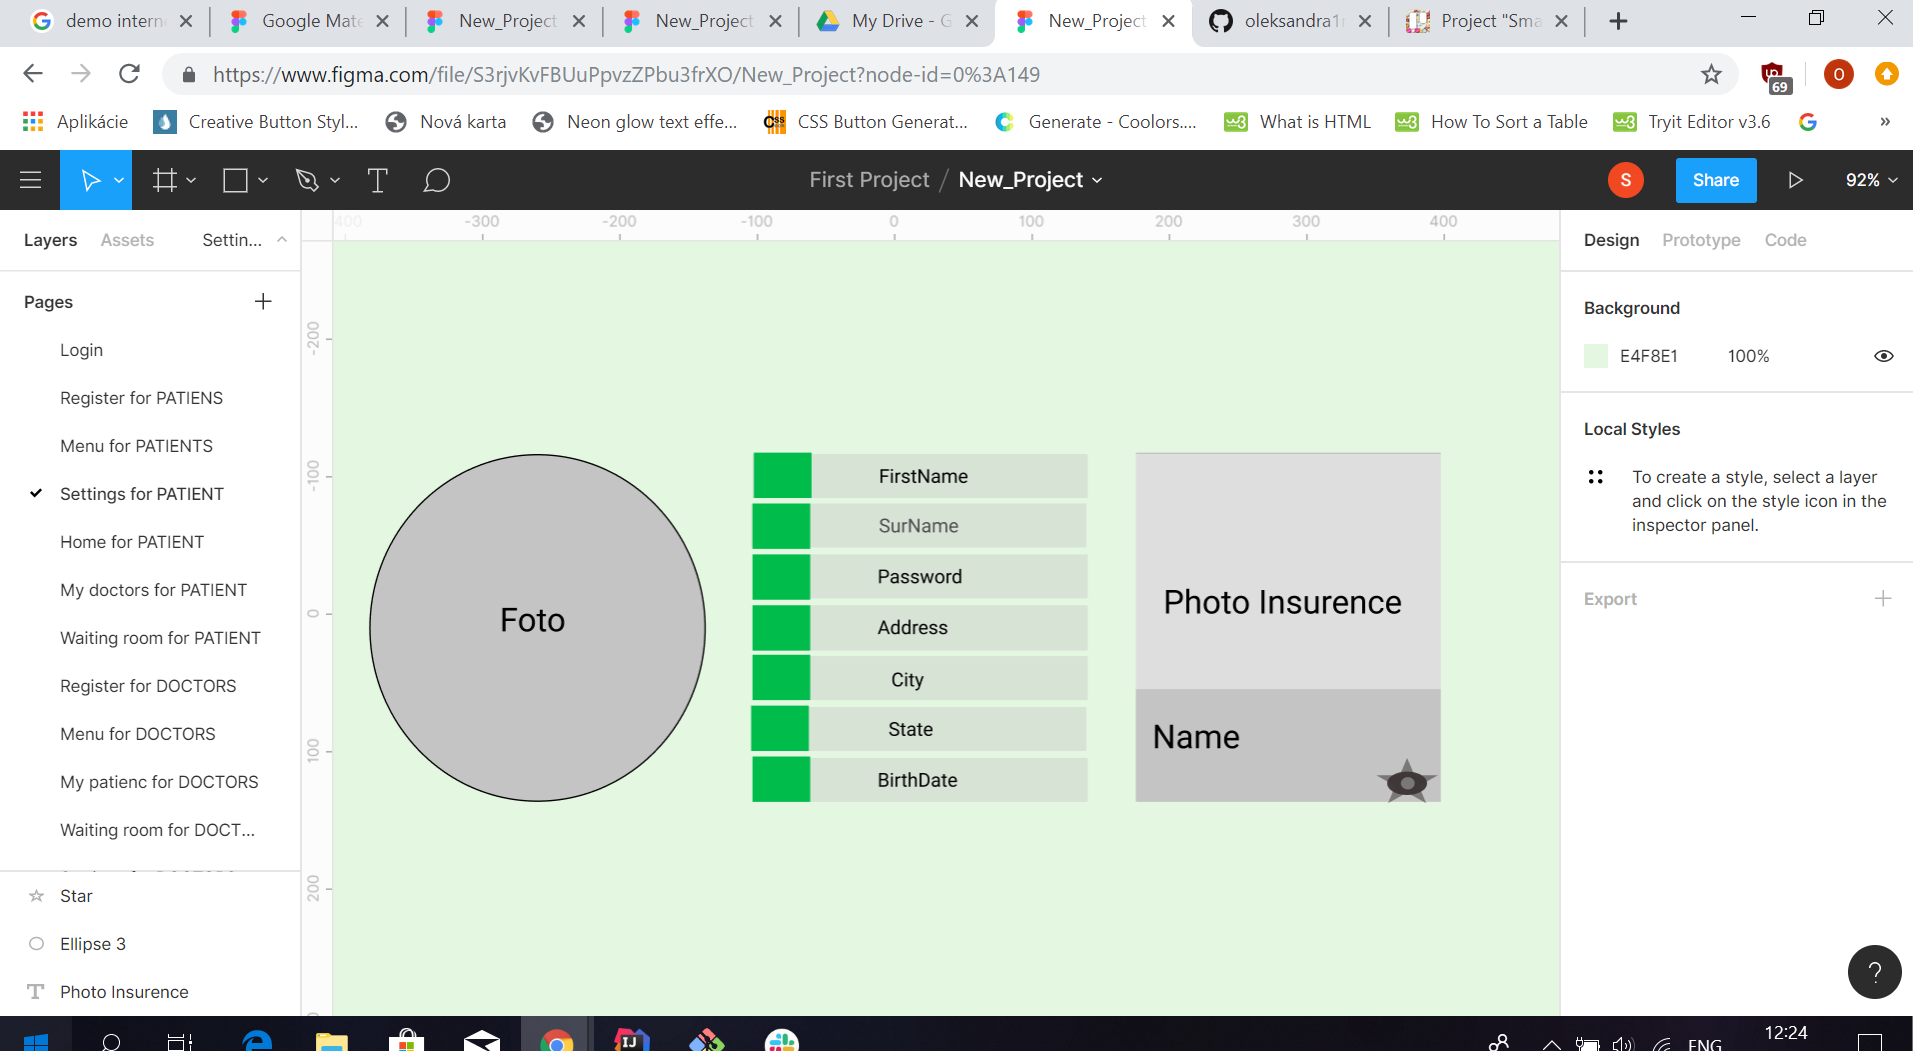 demo intern
Google Mate
New_Project
New_Project
My Drive - G
New_Project
oleksandra1r
Project "Sma
https://www.figma.com/file/S3rjvKvFBUuPpvzZPbu3frXO/New_Project?node-id=0%3A149
69
O
Aplikácie
Creative Button Styl...
Nová karta
Neon glow text effe...
CSS Button Generat...
Generate - Coolors....
What is HTML
How To Sort a Table
Tryit Editor v3.6
»
First Project / New_Project
S
Share
92%
Layers
Assets
Settin...
400
-300
-200
-100
0
100
200
300
400
Design
Prototype
Code
Pages
Login
Register for PATIENS
Menu for PATIENTS
Settings for PATIENT
Home for PATIENT
My doctors for PATIENT
Waiting room for PATIENT
Register for DOCTORS
Menu for DOCTORS
My patienc for DOCTORS
Waiting room for DOCT...
Star
Ellipse 3
Photo Insurence
-200
-100
0
100
200
Foto
FirstName
SurName
Password
Address
City
State
BirthDate
Photo Insurence
Name
Background
E4F8E1
100%
Local Styles
To create a style, select a layer
and click on the style icon in the
inspector panel.
Export
?
IJ
ENG
12:24